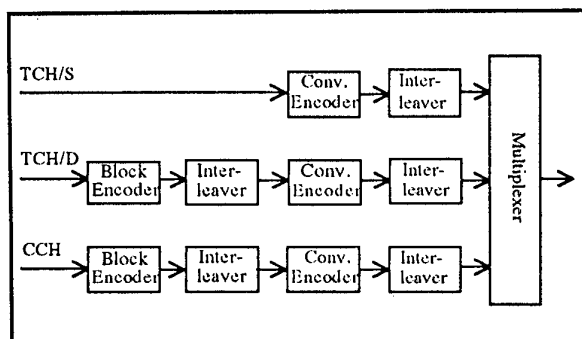 TCH/S
Conv.
Encoder
Inter-
leaver
TCH/D
Block
Encoder
Inter-
leaver
Conv.
Encoder
Inter-
leaver
CCH
Block
Encoder
Inter-
leaver
Conv.
Encoder
Inter-
leaver
Multiplexer